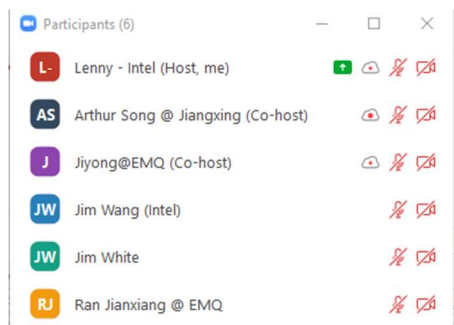 Participants (6)
L- Lenny - Intel (Host, me)
AS Arthur Song @ Jiangxing (Co-host)
J Jiyong@EMQ (Co-host)
JW Jim Wang (Intel)
JW Jim White
RJ Ran Jianxiang @ EMQ